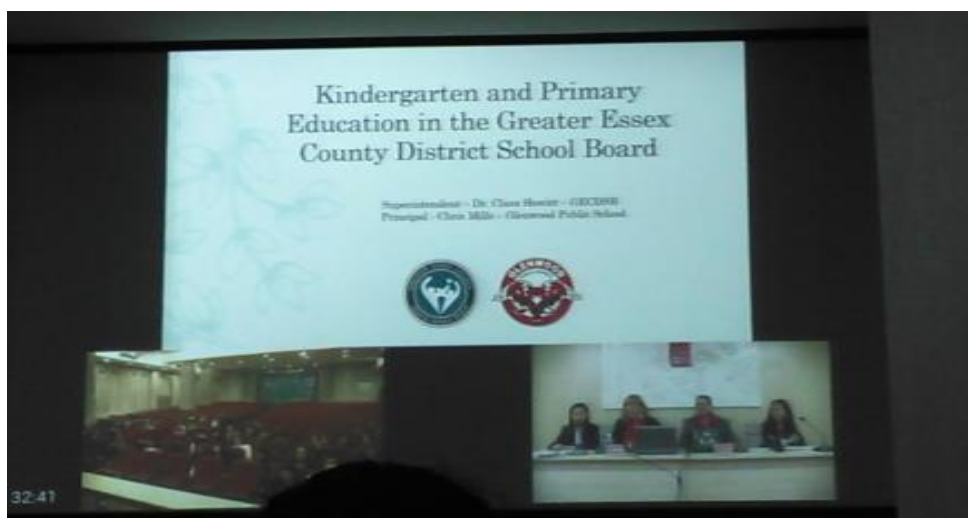 Kindergarten and Primary
Education in the Greater Essex
County District School Board
Superintendent - Dr. Clara Howitt - GECDSB
Principal - Chris Mills - Glenwood Public School
GLENWOOD
32:41